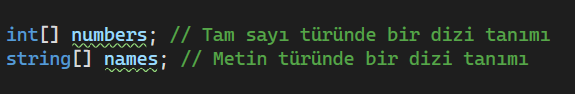 int[] numbers; // Tam sayı türünde bir dizi tanımı
string[] names; // Metin türünde bir dizi tanımı